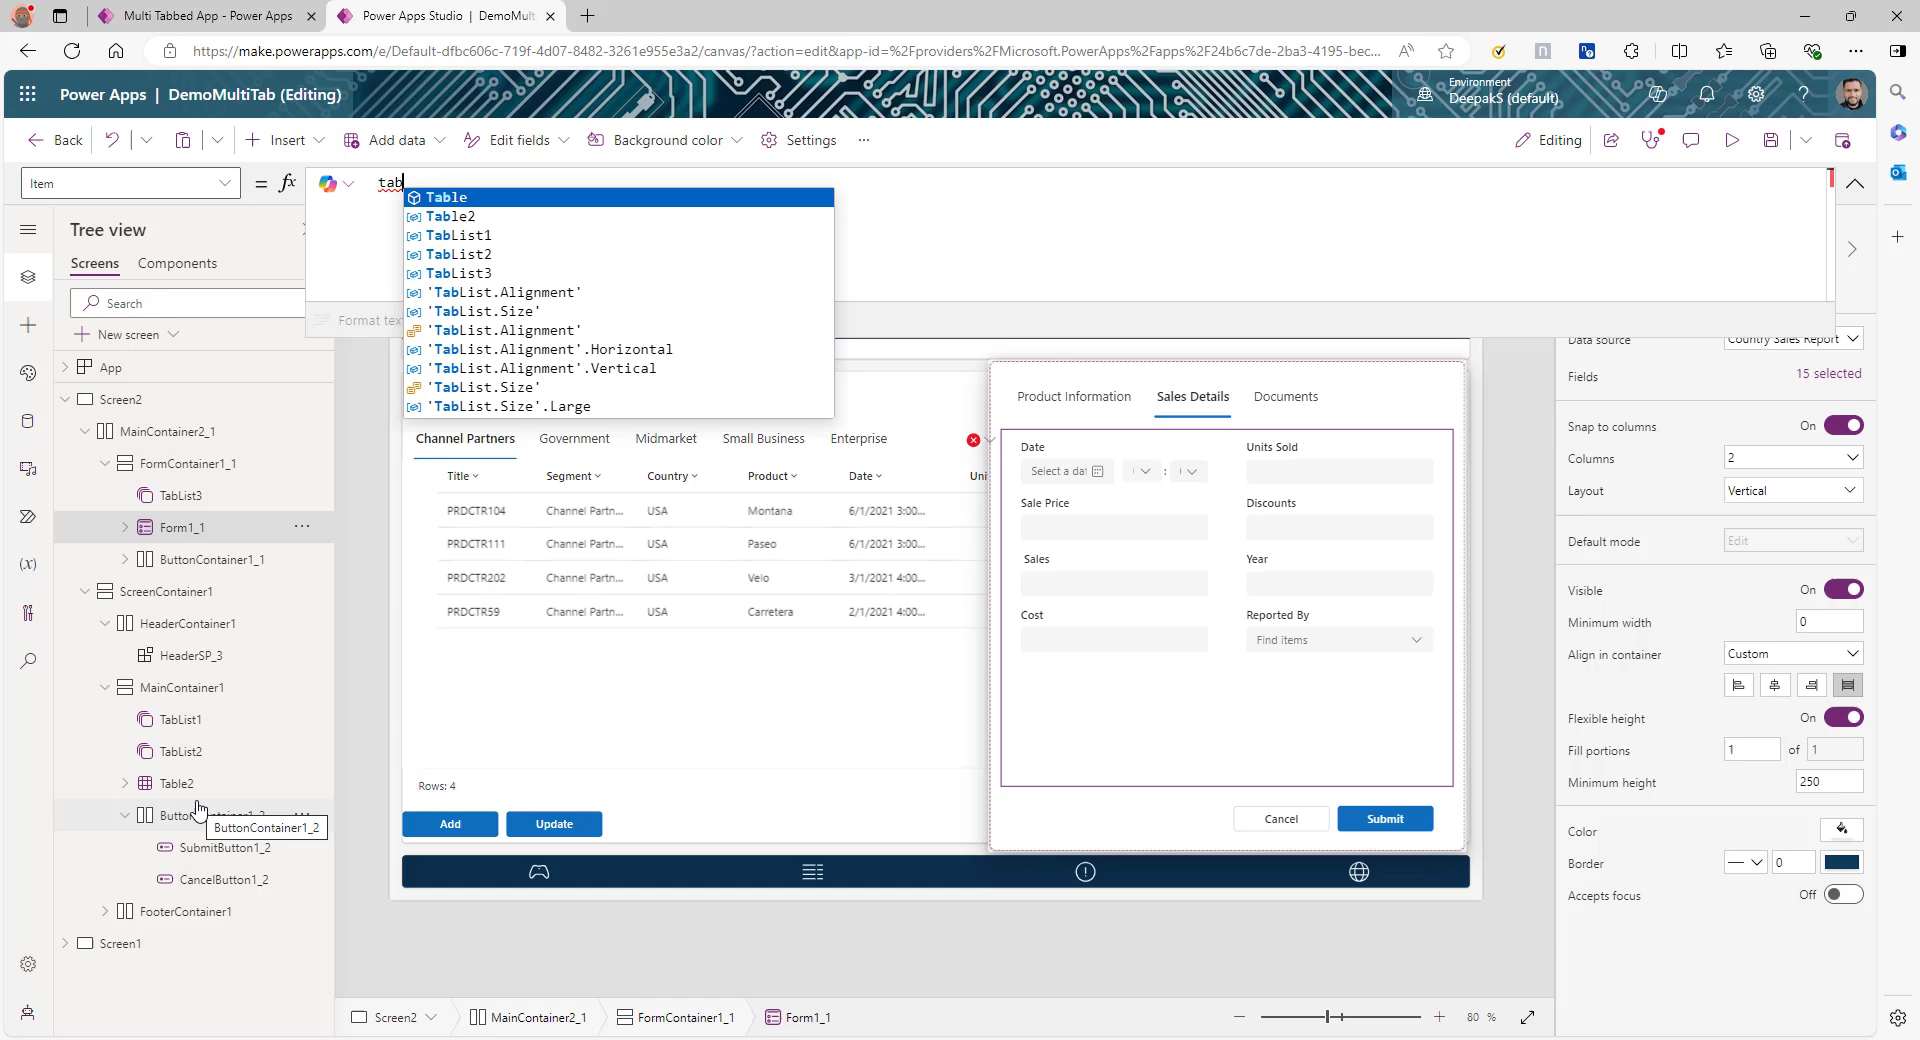 Multi Tabbed App - Power Apps
Power Apps Studio | DemoMult
https://make.powerapps.com/e/Default-dfbc606c-719f-4d07-8482-3261e955e3a2/canvas/?action=edit&app-id=%2Fproviders%2FMicrosoft.PowerApps%2Fapps%2F24b6c7de-2ba3-4195-bec...
Power Apps | DemoMultiTab (Editing)
Environment
DeepakS (default)
Back
Insert
Add data
Edit fields
Background color
Settings
Editing
Item
= fx
tab
Table
Table2
TabList1
TabList2
TabList3
'TabList.Alignment'
'TabList.Size'
'TabList.Alignment'
'TabList.Alignment'.Horizontal
'TabList.Alignment'.Vertical
'TabList.Size'
'TabList.Size'.Large
Format tex
Tree view
Screens Components
Search
New screen
App
Screen2
MainContainer2_1
FormContainer1_1
TabList3
Form1_1
ButtonContainer1_1
ScreenContainer1
HeaderContainer1
HeaderSP_3
MainContainer1
TabList1
TabList2
Table2
ButtonContainer1_2
ButtonContainer1_2
SubmitButton1_2
CancelButton1_2
FooterContainer1
Screen1
Channel Partners Government Midmarket Small Business Enterprise
Title Segment Country Product Date Uni
PRDCTR104 Channel Partn... USA Montana 6/1/2021 3:00...
PRDCTR111 Channel Partn... USA Paseo 6/1/2021 3:00...
PRDCTR202 Channel Partn... USA Velo 3/1/2021 4:00...
PRDCTR59 Channel Partn... USA Carretera 2/1/2021 4:00...
Rows: 4
Add Update
Product Information Sales Details Documents
Date Units Sold
Select a dat :
Sale Price Discounts
Sales Year
Cost Reported By
Find items
Cancel Submit
Data source Country Sales Report
Fields 15 selected
Snap to columns On
Columns 2
Layout Vertical
Default mode Edit
Visible On
Minimum width 0
Align in container Custom
Flexible height On
Fill portions 1 of 1
Minimum height 250
Color
Border 0
Accepts focus Off
Screen2 MainContainer2_1 FormContainer1_1 Form1_1
80 %